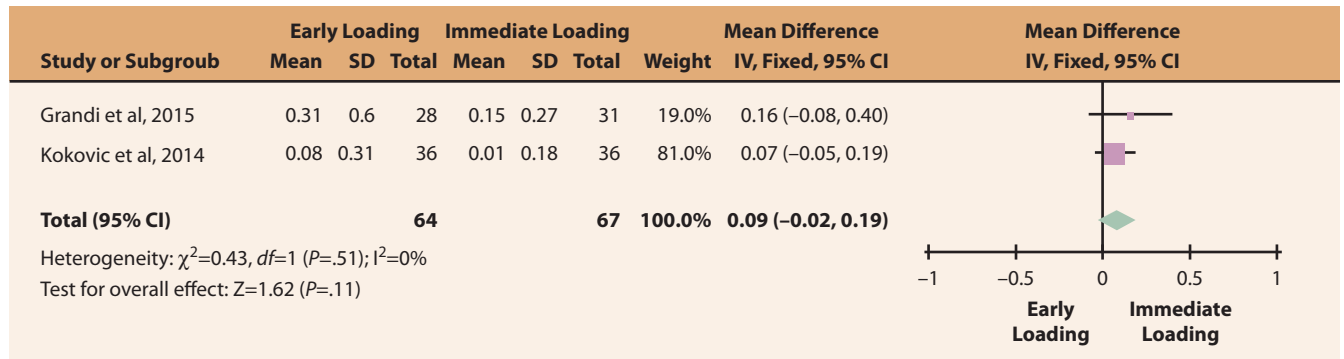 Early Loading Immediate Loading Mean Difference Mean Difference
Study or Subgroub Mean SD Total Mean SD Total Weight IV, Fixed, 95% CI IV, Fixed, 95% CI
Grandi et al, 2015 0.31 0.6 28 0.15 0.27 31 19.0% 0.16 (–0.08, 0.40)
Kokovic et al, 2014 0.08 0.31 36 0.01 0.18 36 81.0% 0.07 (–0.05, 0.19)
Total (95% CI) 64 67 100.0% 0.09 (–0.02, 0.19)
Heterogeneity: χ²=0.43, df=1 (P=.51); I²=0%
Test for overall effect: Z=1.62 (P=.11)
–1 –0.5 0 0.5 1
Early Immediate
Loading Loading